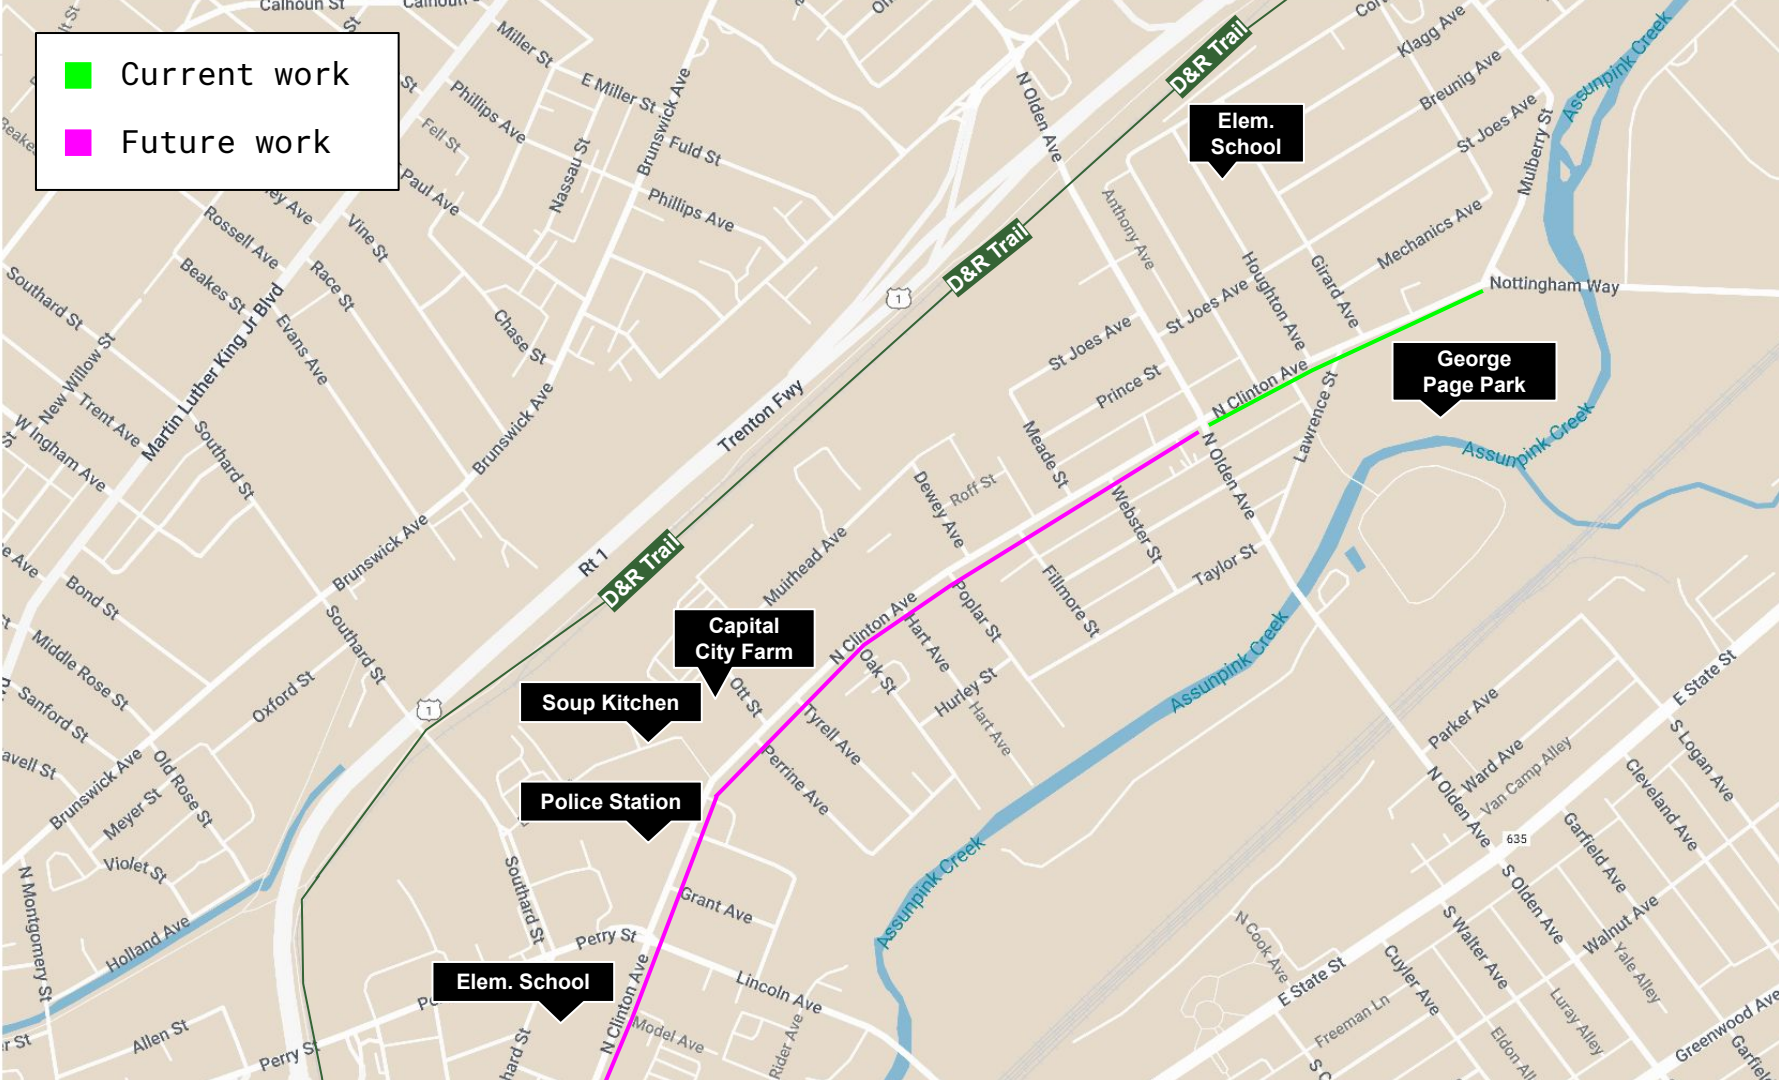 Calhoun St
Current work
Future work
Miller St
E Miller St
Phillips Ave
Fell St
Paul Ave
Nassau St
Brunswick Ave
Fuld St
Phillips Ave
N Olden Ave
D&R Trail
Klagg Ave
Breunig Ave
St Joes Ave
Assunpink Creek
Mulberry St
Elem.
School
Anthony Ave
Mechanics Ave
Rossell Ave
Vine St
Beakes St
Race St
Southard St
Evans Ave
Chase St
New Willow St
Martin Luther King Jr Blvd
Trent Ave
W Ingham Ave
Southard St
Brunswick Ave
1
D&R Trail
Trenton Fwy
Houghton Ave
Girard Ave
Nottingham Way
St Joes Ave
St Joes Ave
Prince St
N Clinton Ave
Lawrence St
George
Page Park
Assunpink Creek
Meade St
N Olden Ave
Roff St
Dewey Ave
Webster St
Taylor St
Fillmore St
Brunswick Ave
Rt 1
D&R Trail
Muirhead Ave
Bond St
Southard St
Middle Rose St
Sanford St
Oxford St
Capital
City Farm
Soup Kitchen
Police Station
Ott St
N Clinton Ave
Poplar St
Hart Ave
Oak St
Hurley St
Hart Ave
Tyrell Ave
Perrine Ave
Assunpink Creek
E State St
Parker Ave
Ward Ave
Van Camp Alley
S Logan Ave
Cleveland Ave
N Olden Ave
635
Garfield Ave
1
Brunswick Ave
Old Rose St
Meyer St
Violet St
N Montgomery St
Holland Ave
Southard St
Grant Ave
Perry St
Lincoln Ave
Assunpink Creek
S Olden Ave
Walnut Ave
Yale Alley
S Walter Ave
Cuyler Ave
N Cook Ave
E State St
Freeman Ln
Luray Alley
Greenwood Ave
Elem. School
N Clinton Ave
Model Ave
Rider Ave
Allen St
Perry St